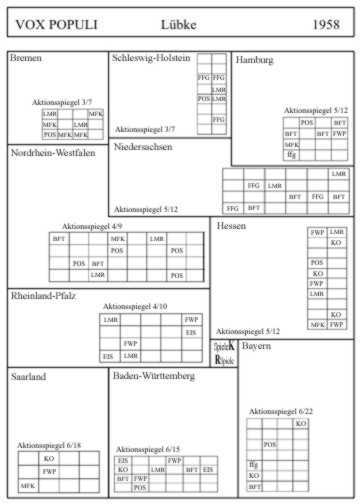 VOX POPULI Lübke 1958
Bremen
Aktionsspiegel 3/7
LMR MFK
MFK LMR
POS MFK MFK
Schleswig-Holstein
FFG FFG
LMR
POS LMR
FFG
Aktionsspiegel 3/7
Hamburg
Aktionsspiegel 5/12
POS BFT
BFT BFT FWP
MFK
ffg
Nordrhein-Westfalen
Aktionsspiegel 4/9
BFT MFK LMR
POS POS
POS BFT
LMR POS
Niedersachsen
Aktionsspiegel 5/12
LMR
FFG LMR
BFT FFG BFT
FFG BFT
Hessen
FWP LMR
KO
POS
KO
FWP
LMR
KO
MFK FWP
Aktionsspiegel 5/12
Rheinland-Pfalz
Aktionsspiegel 4/10
LMR FWP
EIS
FWP
EIS LMR
Bayern
Aktionsspiegel 6/22
KO
POS
ffg
KO
BFT
Saarland
Aktionsspiegel 6/18
KO
FWP
MFK
Baden-Württemberg
Aktionsspiegel 6/15
EIS FWP
KO LMR BFT EIS
BFT FWP
POS